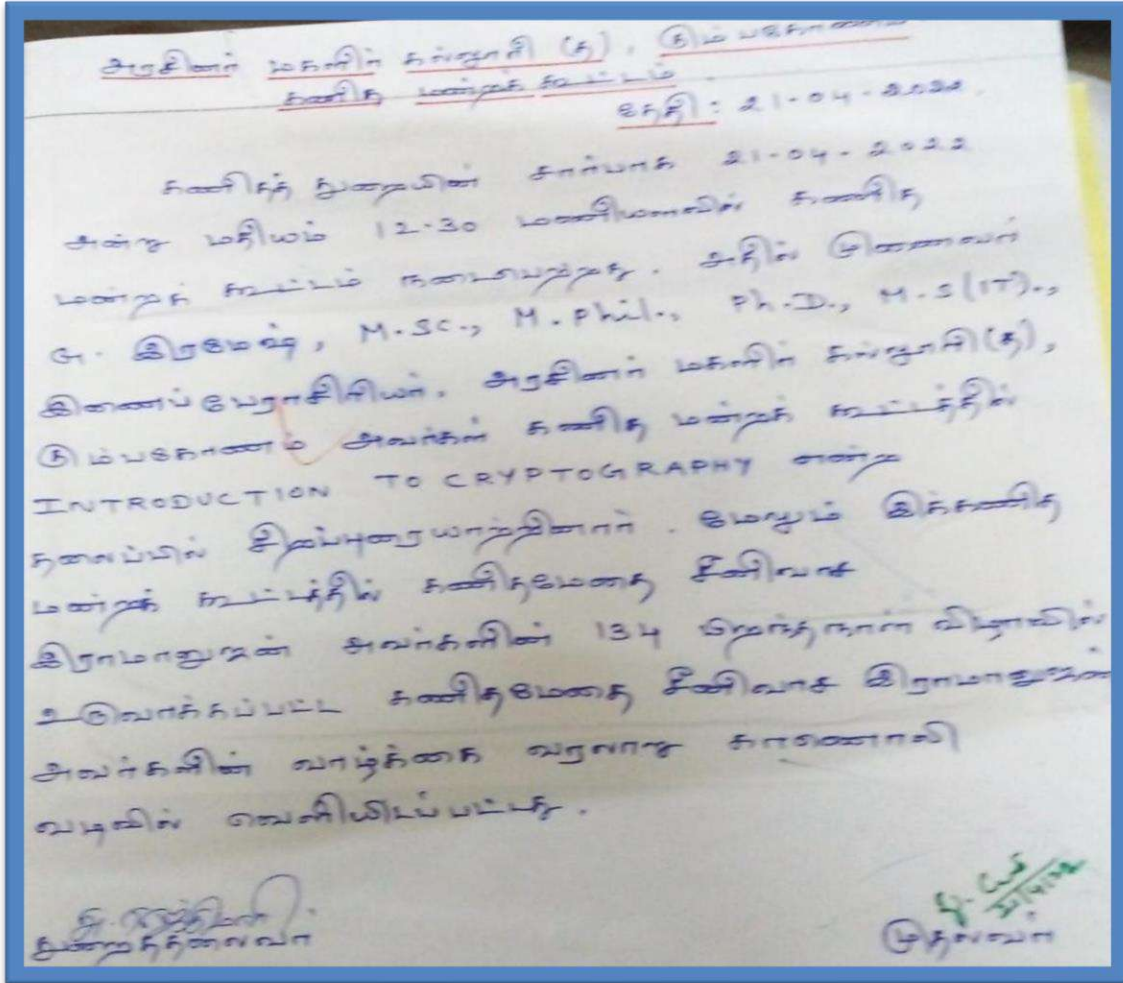 அரசினர் மகளிர் கல்லூரி (த), கும்பகோணம்
கணித மன்றக் கூட்டம்
தேதி : 21-04-2022.
கணிதத் துறையின் சார்பாக 21-04-2022
அன்று மதியம் 12.30 மணியளவில் கணித
மன்றக் கூட்டம் நடைபெற்றது. அதில் முனைவர்
G. இரமேஷ், M.Sc., M.Phil., Ph.D., M.S(IT).,
இணைப் பேராசிரியர், அரசினர் மகளிர் கல்லூரி(த),
கும்பகோணம் அவர்கள் கணித மன்றக் கூட்டத்தில்
INTRODUCTION TO CRYPTOGRAPHY என்ற
தலைப்பில் சிறப்புரையாற்றினார். மேலும் இக்கணித
மன்றக் கூட்டத்தில் கணிதமேதை சீனிவாச
இராமானுஜன் அவர்களின் 134 பிறந்தநாள் விழாவில்
உருவாக்கப்பட்ட கணிதமேதை சீனிவாச இராமானுஜன்
அவர்களின் வாழ்க்கை வரலாறு காணொலி
வடிவில் வெளியிடப்பட்டது.
துறைத்தலைவர்
முதல்வர்